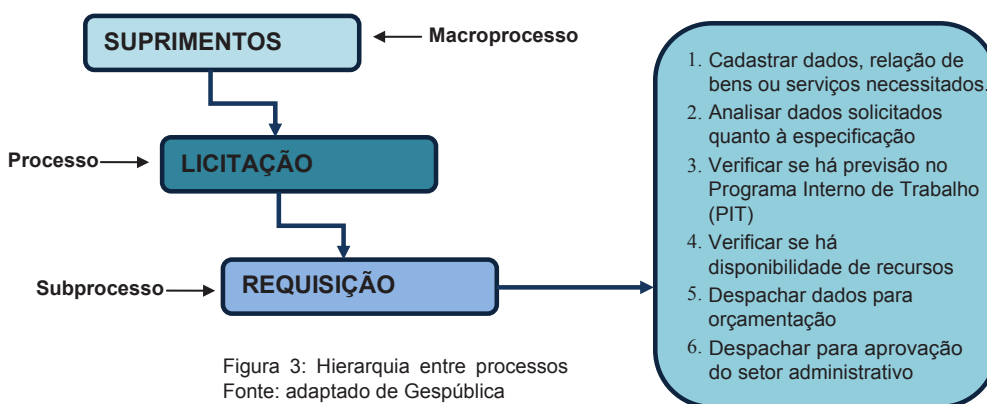 SUPRIMENTOS
Macroprocesso
Processo
LICITAÇÃO
Subprocesso
REQUISIÇÃO
1. Cadastrar dados, relação de
bens ou serviços necessitados.
2. Analisar dados solicitados
quanto à especificação
3. Verificar se há previsão no
Programa Interno de Trabalho
(PIT)
4. Verificar se há
disponibilidade de recursos
5. Despachar dados para
orçamentação
6. Despachar para aprovação
do setor administrativo
Figura 3: Hierarquia entre processos
Fonte: adaptado de Gespública